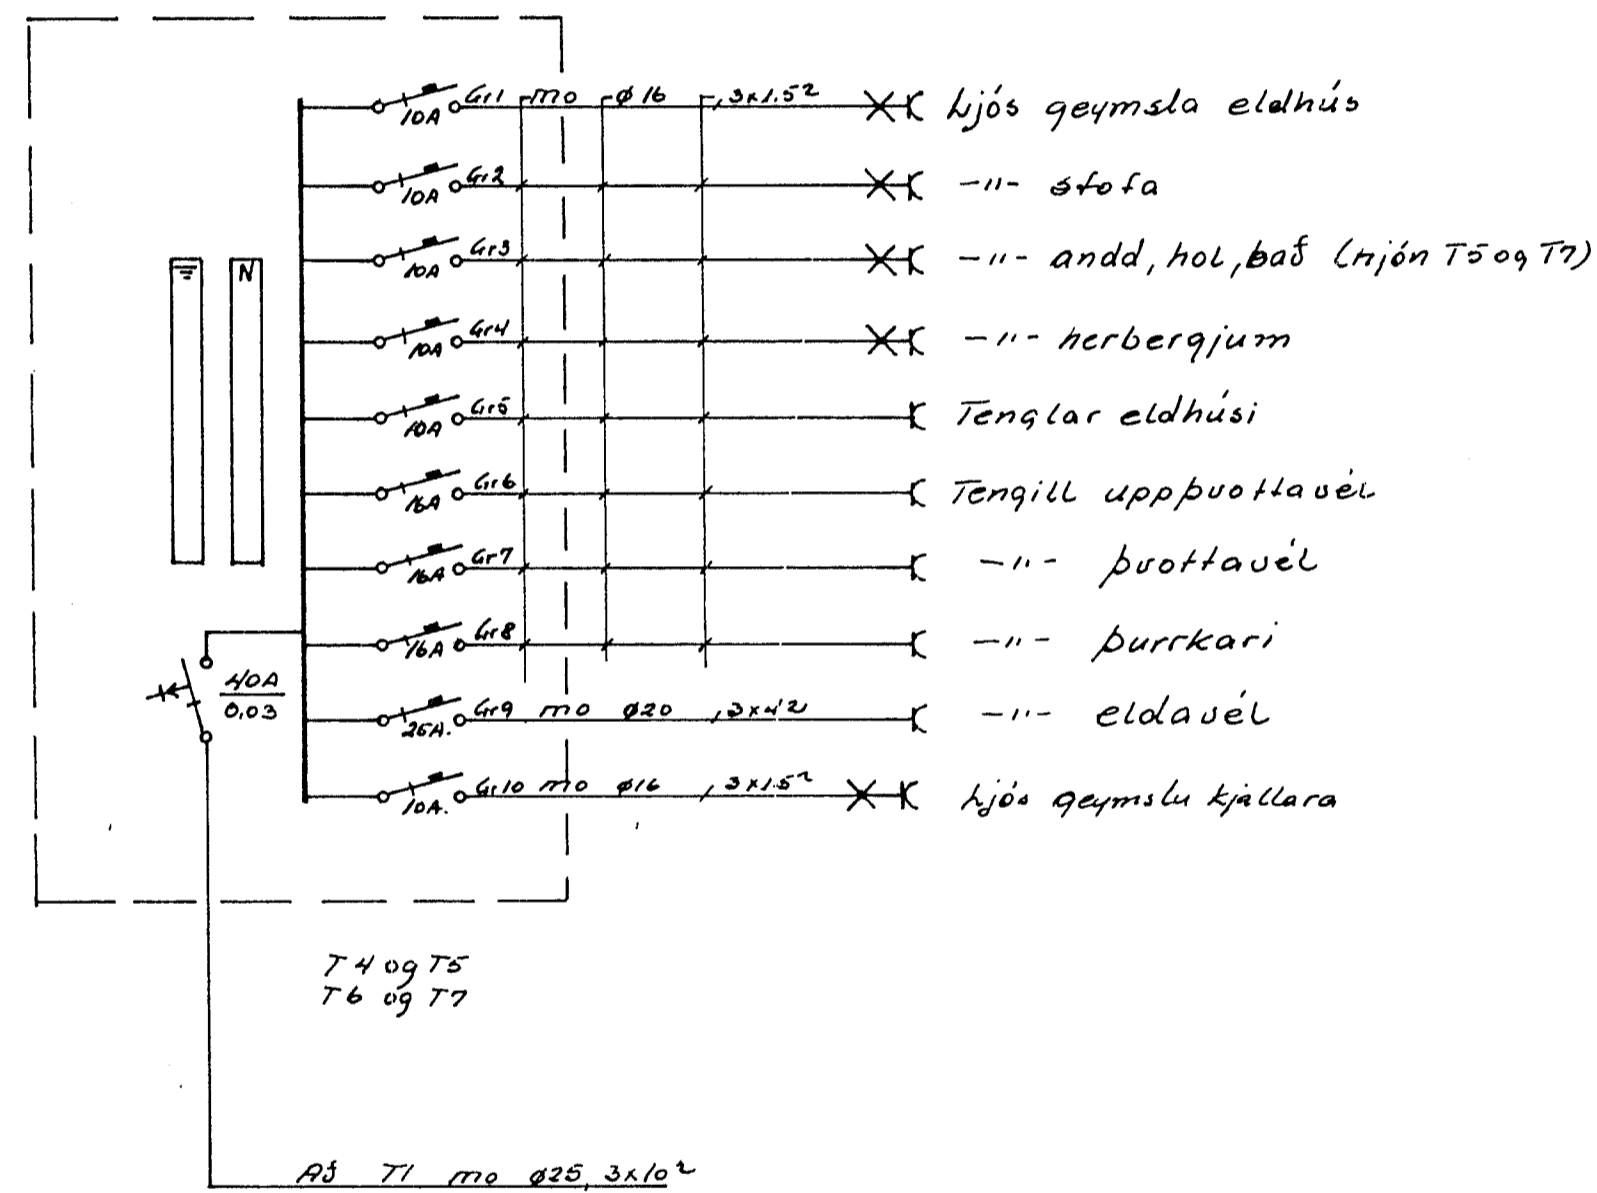 Gr1 mo ø16 , 3x1.5² Ljós geymsla eldhús
10A
Gr2 -"- stofa
10A
Gr3 -"- andd, hol, bað ( T5 og T7)
10A
N
Gr4 -"- herbergjum
10A
Gr5 Tenglar eldhúsi
10A
Gr6 Tengill uppþvottavél
16A
Gr7 -"- þvottavél
16A
Gr8 -"- þurrkari
16A
40A
0,03
Gr9 mo ø20 , 3x4² -"- eldavél
25A.
Gr10 mo ø16 , 3x1.5² Ljós geymslu kjallara
10A.
T4 og T5
T6 og T7
Af T1 mo ø25, 3x10²